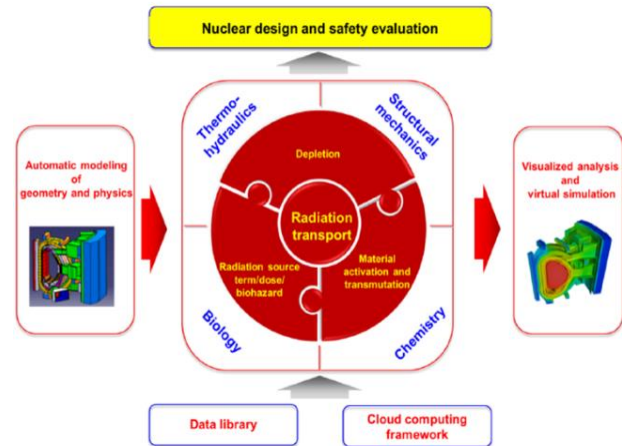 Nuclear design and safety evaluation
Thermo-
hydraulics
Structural
mechanics
Automatic modeling
of
geometry and physics
Depletion
Radiation
transport
Radiation source
term/dose/
biohazard
Material
activation and
transmutation
Visualized analysis
and
virtual simulation
Biology
Chemistry
Data library
Cloud computing
framework